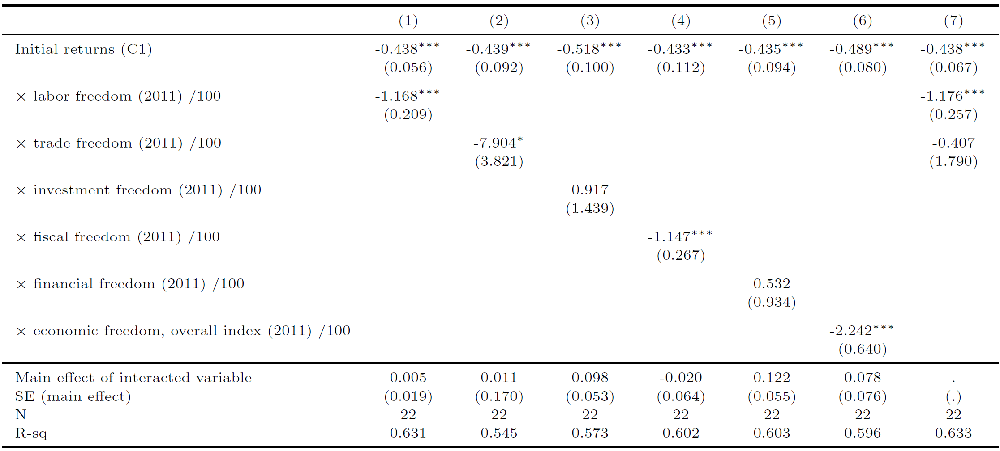 (1) (2) (3) (4) (5) (6) (7)
Initial returns (C1) -0.438*** -0.439*** -0.518*** -0.433*** -0.435*** -0.489*** -0.438***
(0.056) (0.092) (0.100) (0.112) (0.094) (0.080) (0.067)
× labor freedom (2011) /100 -1.168*** -1.176***
(0.209) (0.257)
× trade freedom (2011) /100 -7.904* -0.407
(3.821) (1.790)
× investment freedom (2011) /100 0.917
(1.439)
× fiscal freedom (2011) /100 -1.147***
(0.267)
× financial freedom (2011) /100 0.532
(0.934)
× economic freedom, overall index (2011) /100 -2.242***
(0.640)
Main effect of interacted variable 0.005 0.011 0.098 -0.020 0.122 0.078 .
SE (main effect) (0.019) (0.170) (0.053) (0.064) (0.055) (0.076) (.)
N 22 22 22 22 22 22 22
R-sq 0.631 0.545 0.573 0.602 0.603 0.596 0.633